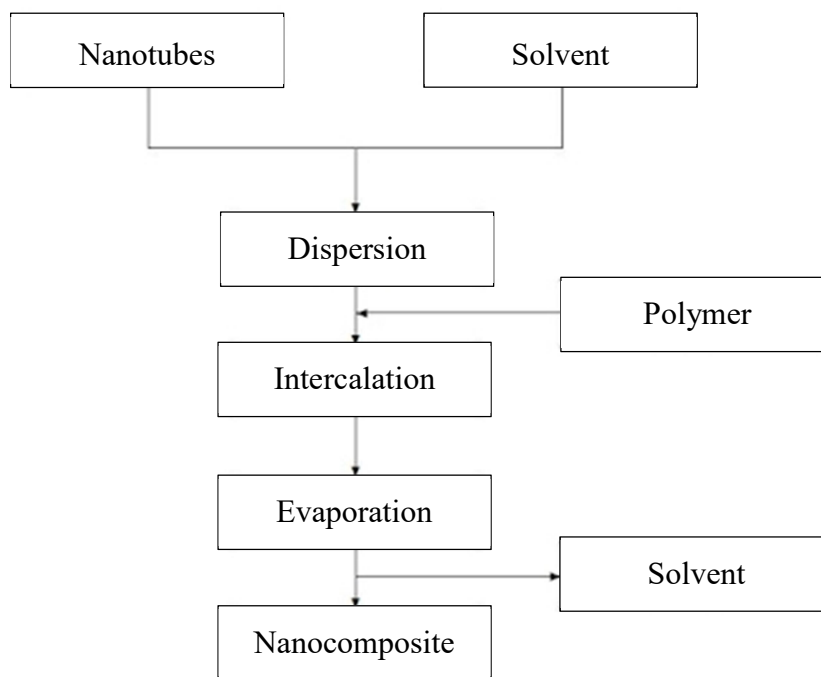 Nanotubes
Solvent
Dispersion
Polymer
Intercalation
Evaporation
Solvent
Nanocomposite